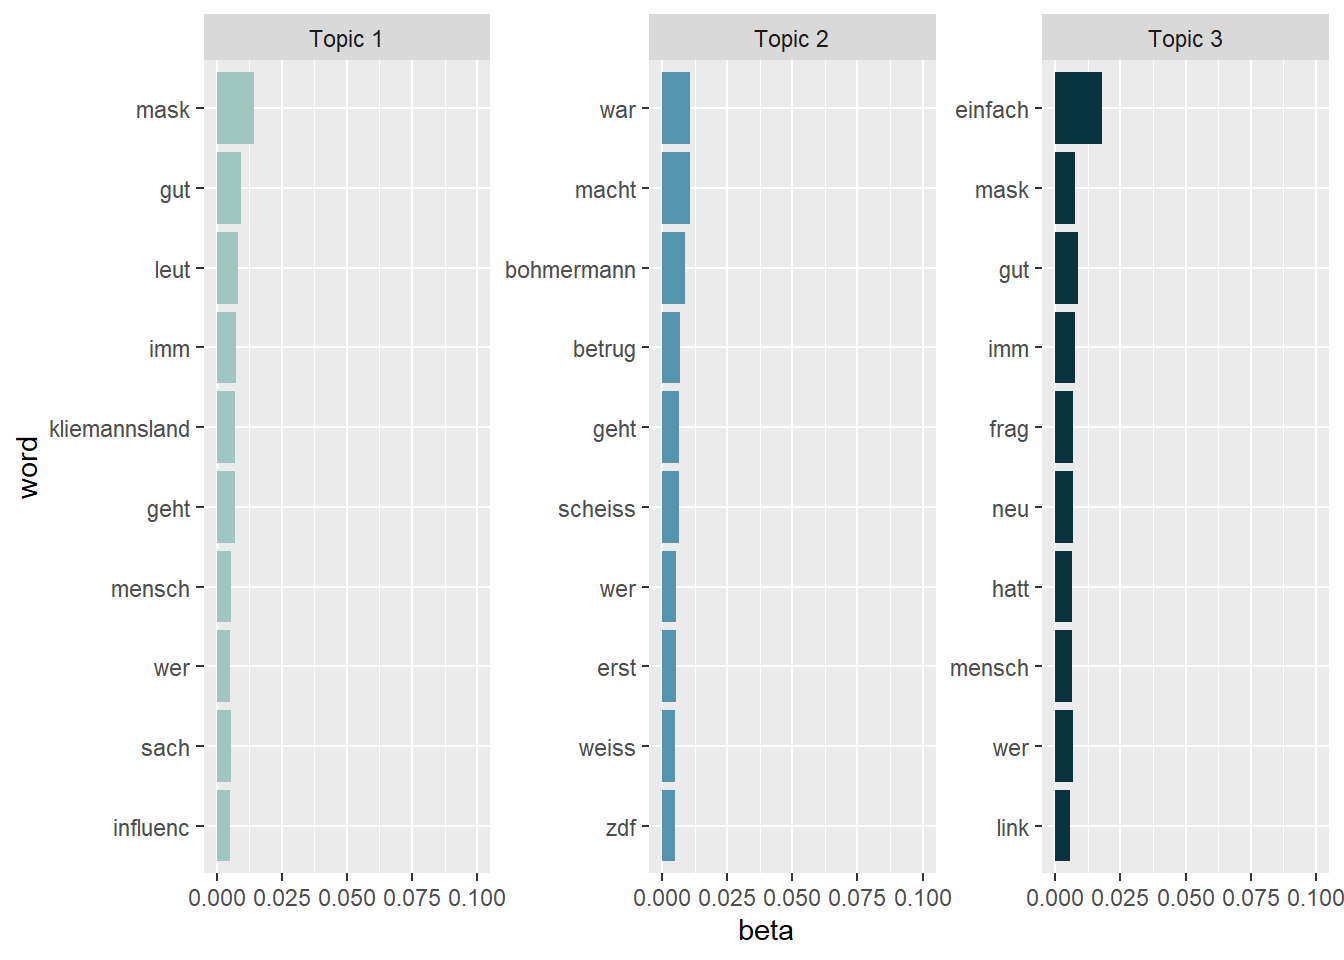 Topic 1
Topic 2
Topic 3
word
mask
gut
leut
imm
kliemannsland
geht
mensch
wer
sach
influenc
0.000 0.025 0.050 0.075 0.100
war
macht
bohmermann
betrug
geht
scheiss
wer
erst
weiss
zdf
0.000 0.025 0.050 0.075 0.100
einfach
mask
gut
imm
frag
neu
hatt
mensch
wer
link
0.000 0.025 0.050 0.075 0.100
beta